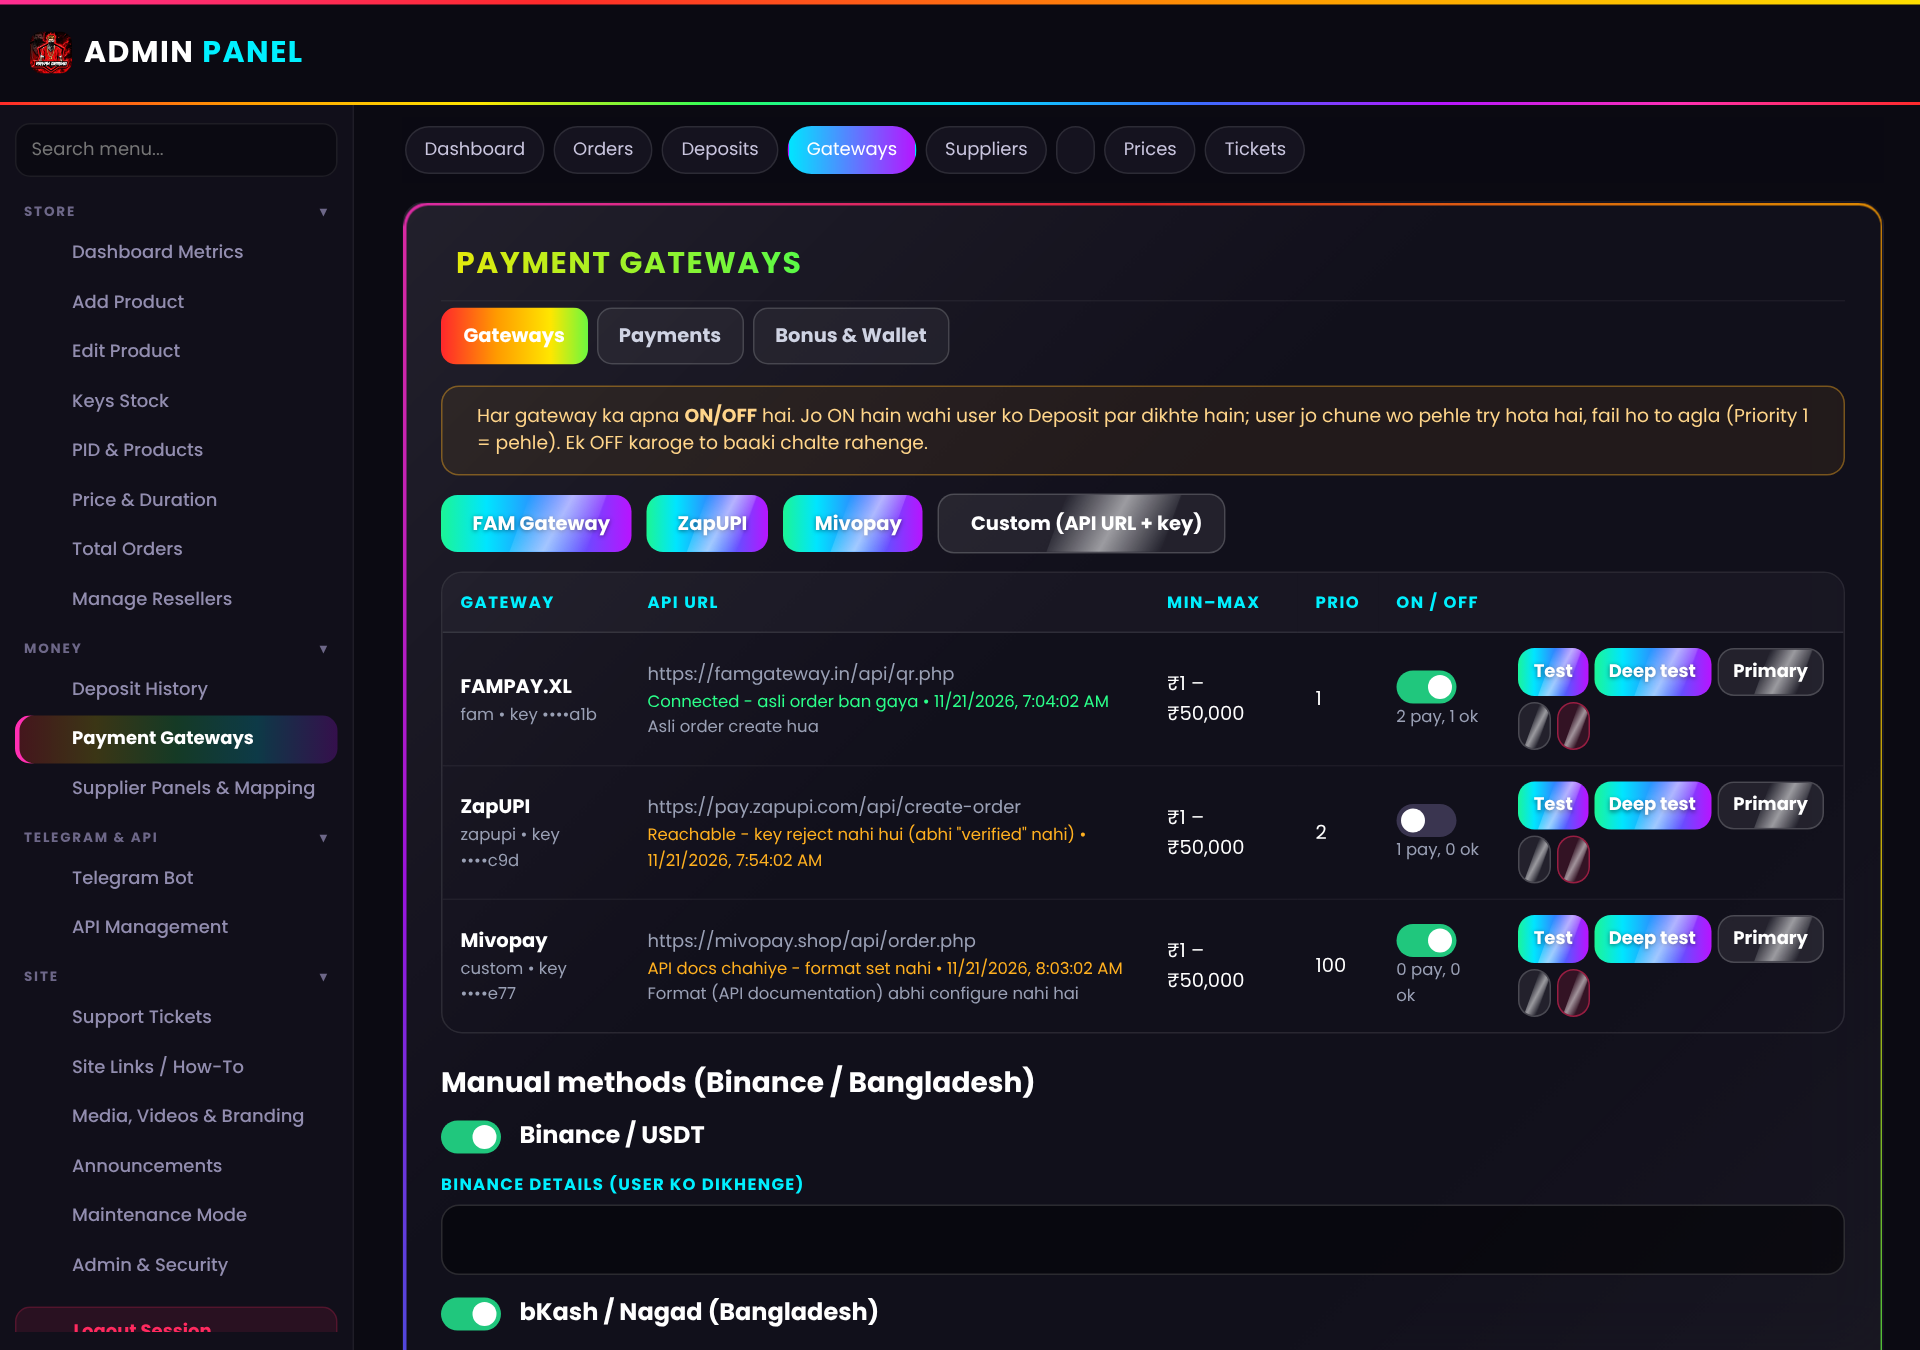 ADMIN PANEL
Search menu...
STORE ▼
Dashboard Metrics
Add Product
Edit Product
Keys Stock
PID & Products
Price & Duration
Total Orders
Manage Resellers
MONEY ▼
Deposit History
Payment Gateways
Supplier Panels & Mapping
TELEGRAM & API ▼
Telegram Bot
API Management
SITE ▼
Support Tickets
Site Links / How-To
Media, Videos & Branding
Announcements
Maintenance Mode
Admin & Security
Logout Session
Dashboard Orders Deposits Gateways Suppliers Prices Tickets
PAYMENT GATEWAYS
Gateways Payments Bonus & Wallet
Har gateway ka apna ON/OFF hai. Jo ON hain wahi user ko Deposit par dikhte hain; user jo chune wo pehle try hota hai, fail ho to agla (Priority 1
= pehle). Ek OFF karoge to baaki chalte rahenge.
FAM Gateway ZapUPI Mivopay Custom (API URL + key)
GATEWAY API URL MIN–MAX PRIO ON / OFF
FAMPAY.XL
fam • key ••••a1b
https://famgateway.in/api/qr.php
Connected - asli order ban gaya • 11/21/2026, 7:04:02 AM
Asli order create hua
₹1 –
₹50,000
1
2 pay, 1 ok
Test Deep test Primary
ZapUPI
zapupi • key
••••c9d
https://pay.zapupi.com/api/create-order
Reachable - key reject nahi hui (abhi "verified" nahi) •
11/21/2026, 7:54:02 AM
₹1 –
₹50,000
2
1 pay, 0 ok
Test Deep test Primary
Mivopay
custom • key
••••e77
https://mivopay.shop/api/order.php
API docs chahiye - format set nahi • 11/21/2026, 8:03:02 AM
Format (API documentation) abhi configure nahi hai
₹1 –
₹50,000
100
0 pay, 0
ok
Test Deep test Primary
Manual methods (Binance / Bangladesh)
Binance / USDT
BINANCE DETAILS (USER KO DIKHENGE)
bKash / Nagad (Bangladesh)